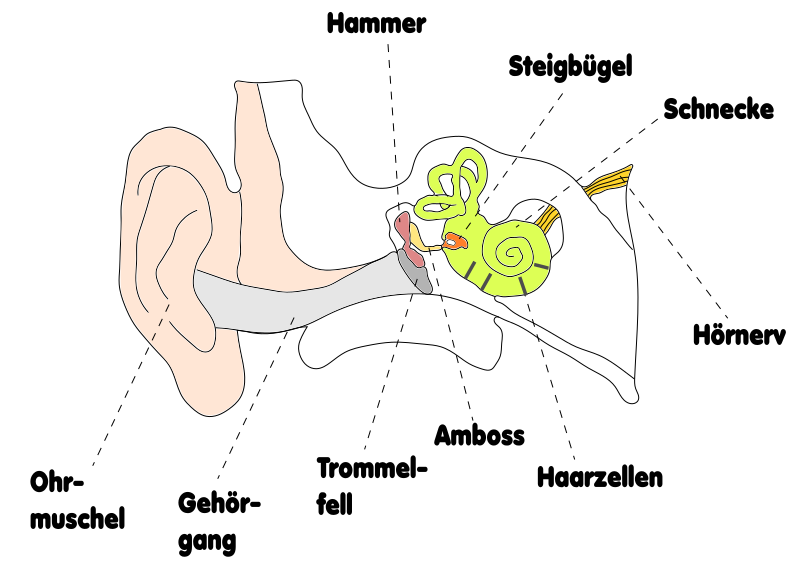 Hammer
Steigbügel
Schnecke
Hörnerv
Amboss
Trommel-
fell
Haarzellen
Ohr-
muschel
Gehör-
gang